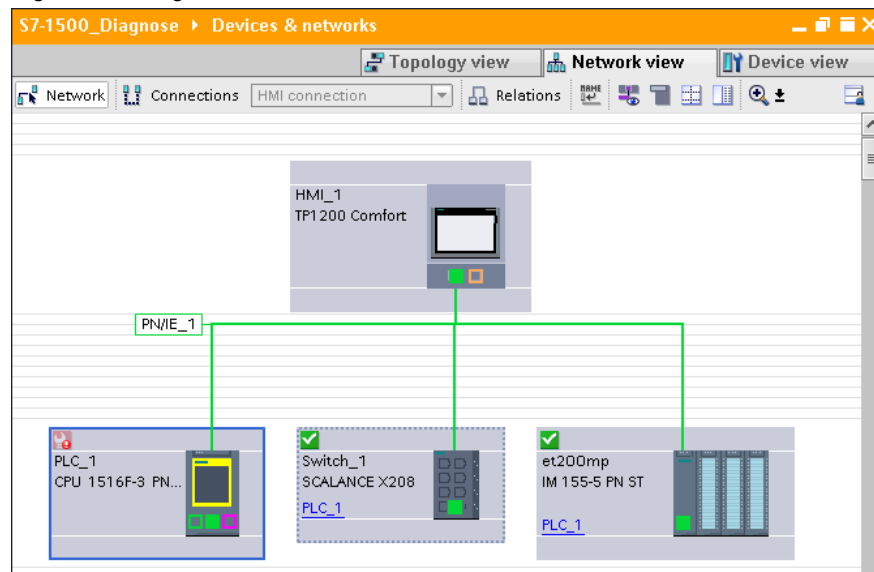 S7-1500_Diagnose ▸ Devices & networks
Topology view
Network view
Device view
Network
Connections
HMI connection
Relations
NAME
HMI_1
TP1200 Comfort
PN/IE_1
PLC_1
CPU 1516F-3 PN...
Switch_1
SCALANCE X208
PLC_1
et200mp
IM 155-5 PN ST
PLC_1